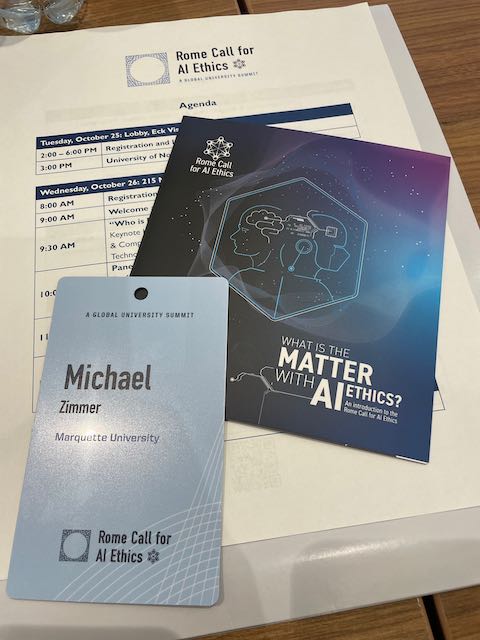 Rome Call for
AI Ethics
A GLOBAL UNIVERSITY SUMMIT
Agenda
Tuesday, October 25: Lobby, Eck
2:00 – 6:00 PM Registration and
3:00 PM University of
Wednesday, October 26: 215
8:00 AM Registration
9:00 AM Welcome
9:30 AM
"Who is
Keynote
& Comp
Techno
Pane
10:0
Rome Call
for AI Ethics
WHAT IS THE
MATTER
WITH AI
ETHICS?
An introduction to the
Rome Call for AI Ethics
A GLOBAL UNIVERSITY SUMMIT
Michael
Zimmer
Marquette University
Rome Call for
AI Ethics